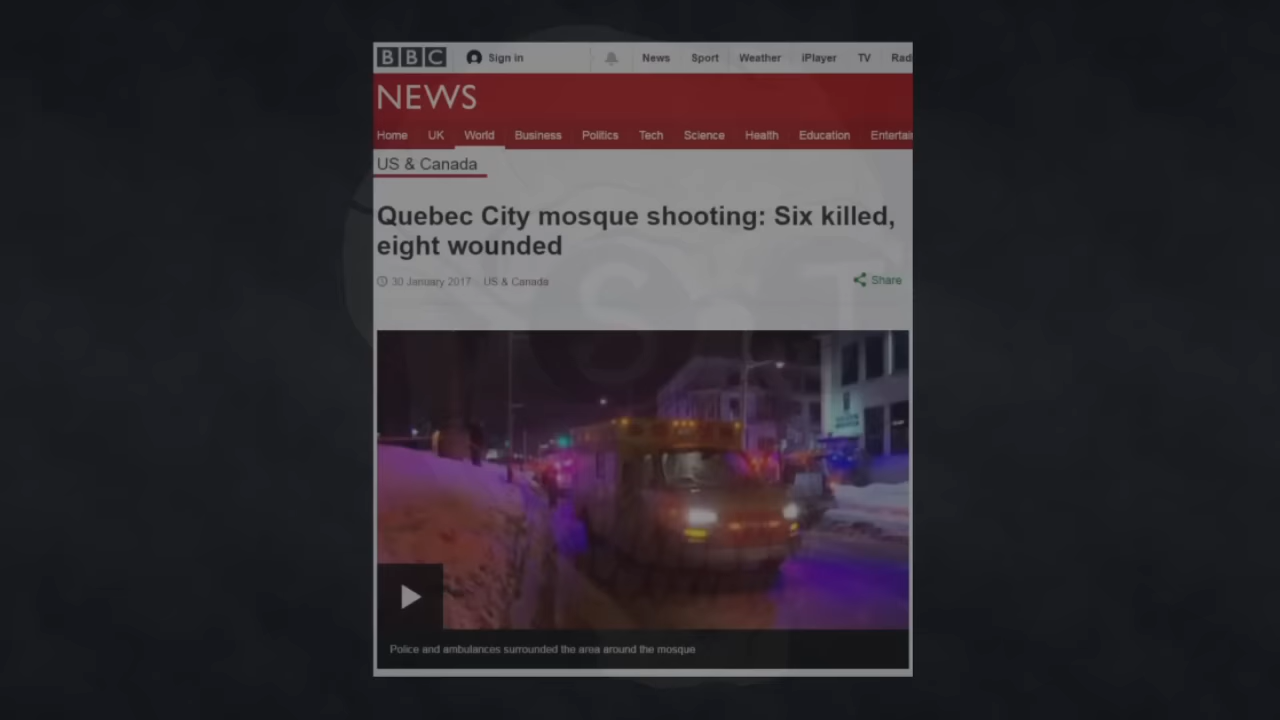 BBC Sign in News Sport Weather iPlayer TV Rad
NEWS
Home UK World Business Politics Tech Science Health Education Entertai
US & Canada
Quebec City mosque shooting: Six killed,
eight wounded
30 January 2017 US & Canada Share
Police and ambulances surrounded the area around the mosque